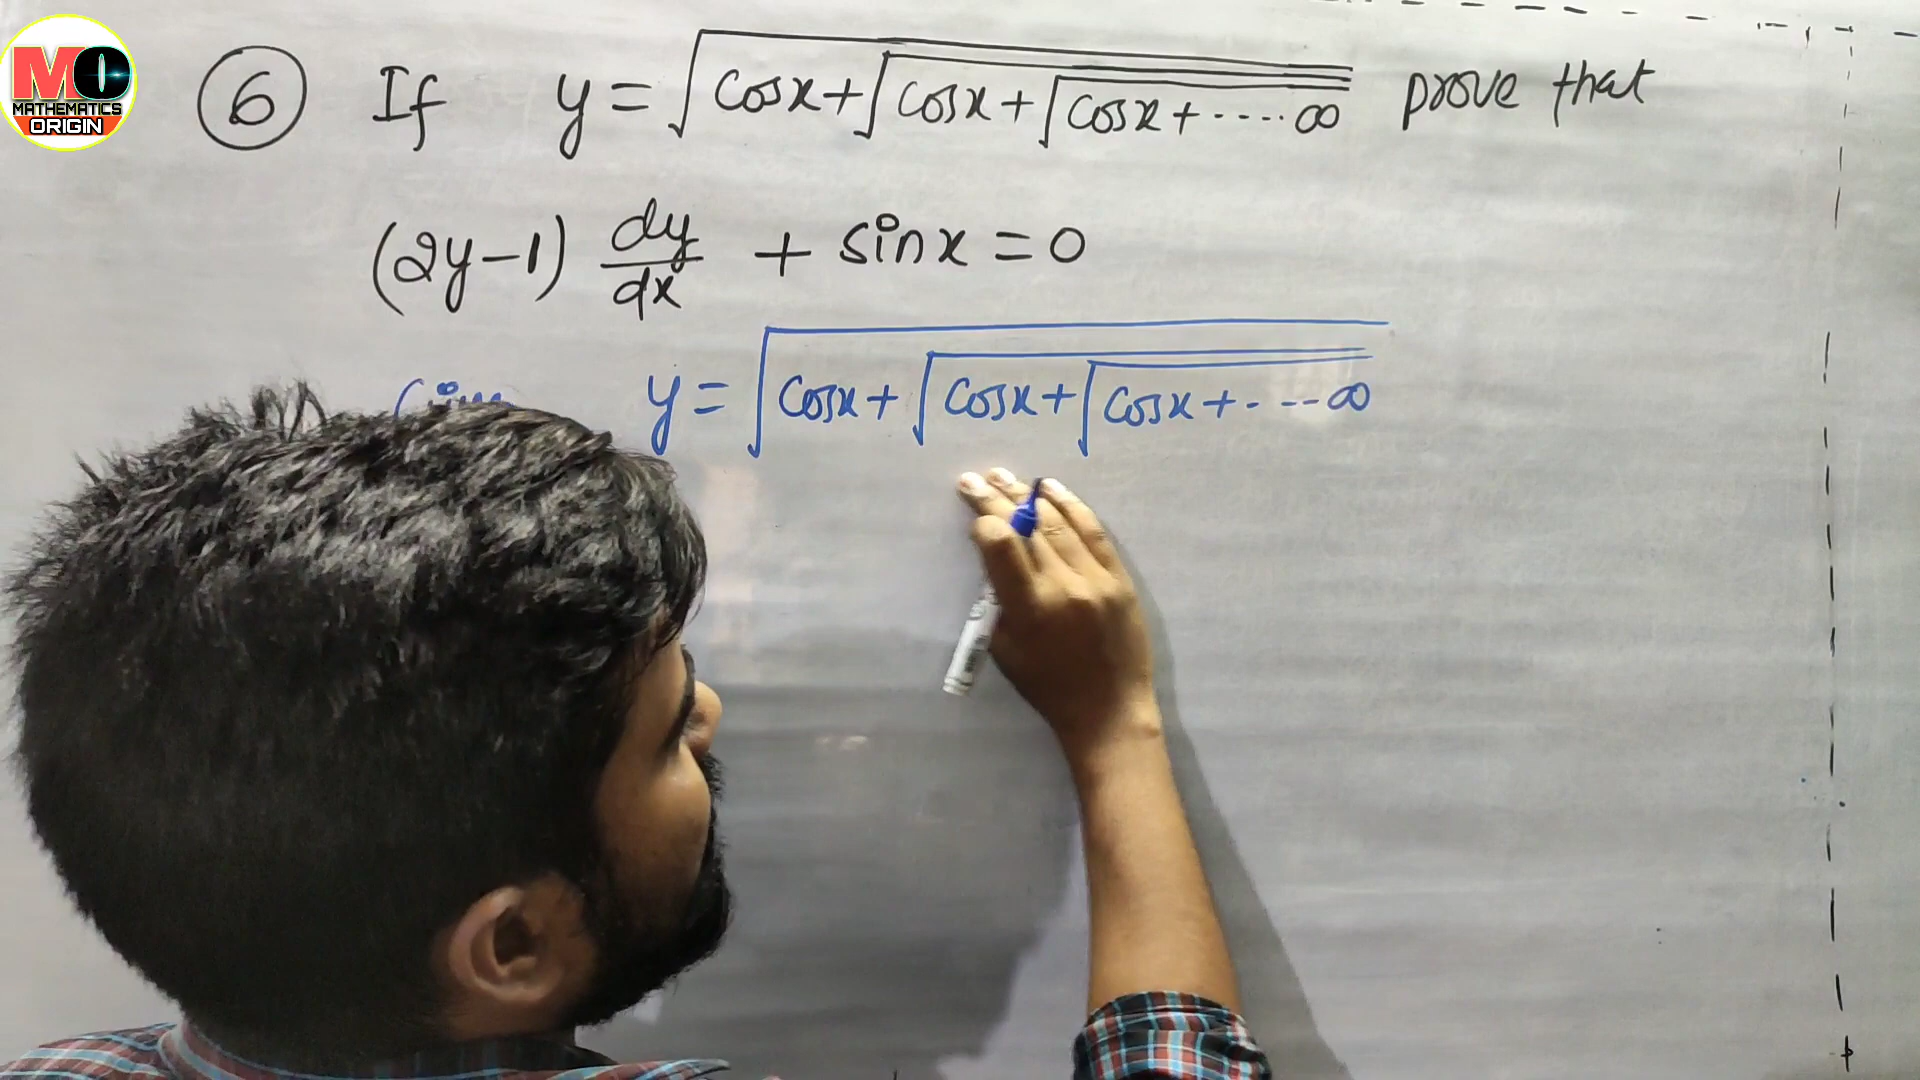 MO
MATHEMATICS
ORIGIN
6 If y = √cosx + √cosx + √cosx + ..... ∞ prove that
(2y-1) dy/dx + sinx = 0
y = √cosx + √cosx + √cosx + . --- ∞